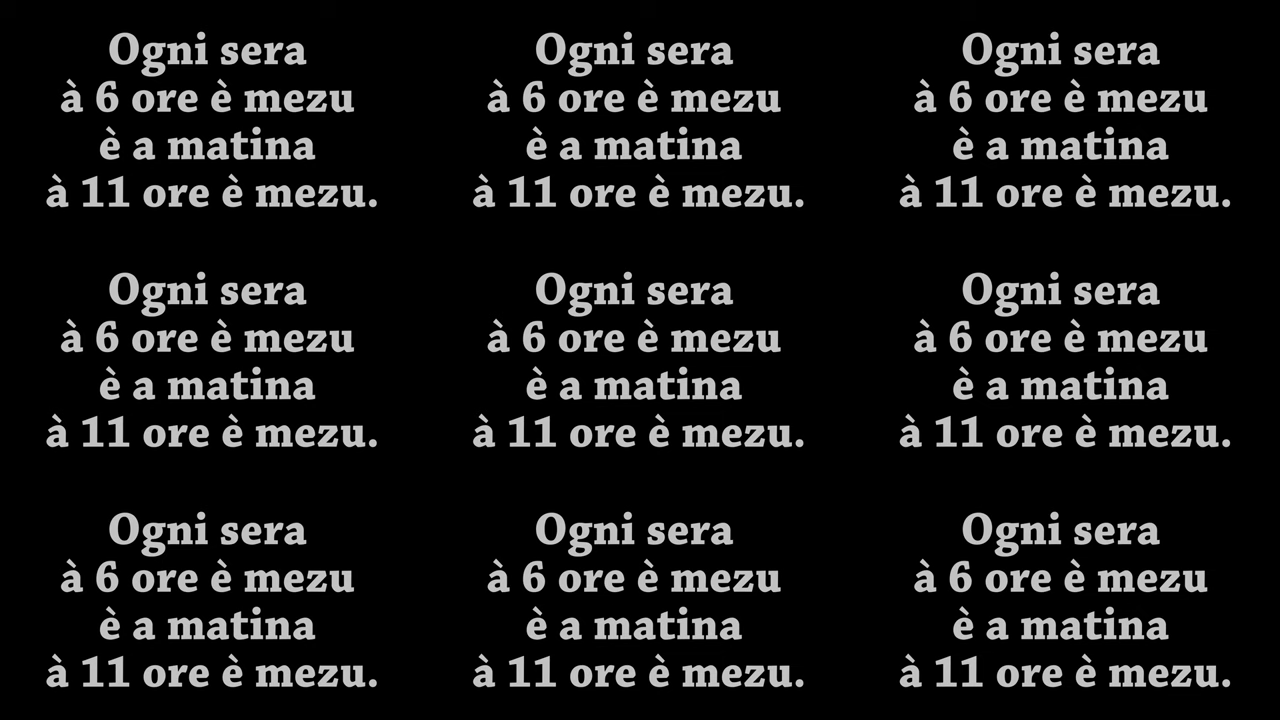 Ogni sera
à 6 ore è mezu
è a matina
à 11 ore è mezu.
Ogni sera
à 6 ore è mezu
è a matina
à 11 ore è mezu.
Ogni sera
à 6 ore è mezu
è a matina
à 11 ore è mezu.
Ogni sera
à 6 ore è mezu
è a matina
à 11 ore è mezu.
Ogni sera
à 6 ore è mezu
è a matina
à 11 ore è mezu.
Ogni sera
à 6 ore è mezu
è a matina
à 11 ore è mezu.
Ogni sera
à 6 ore è mezu
è a matina
à 11 ore è mezu.
Ogni sera
à 6 ore è mezu
è a matina
à 11 ore è mezu.
Ogni sera
à 6 ore è mezu
è a matina
à 11 ore è mezu.